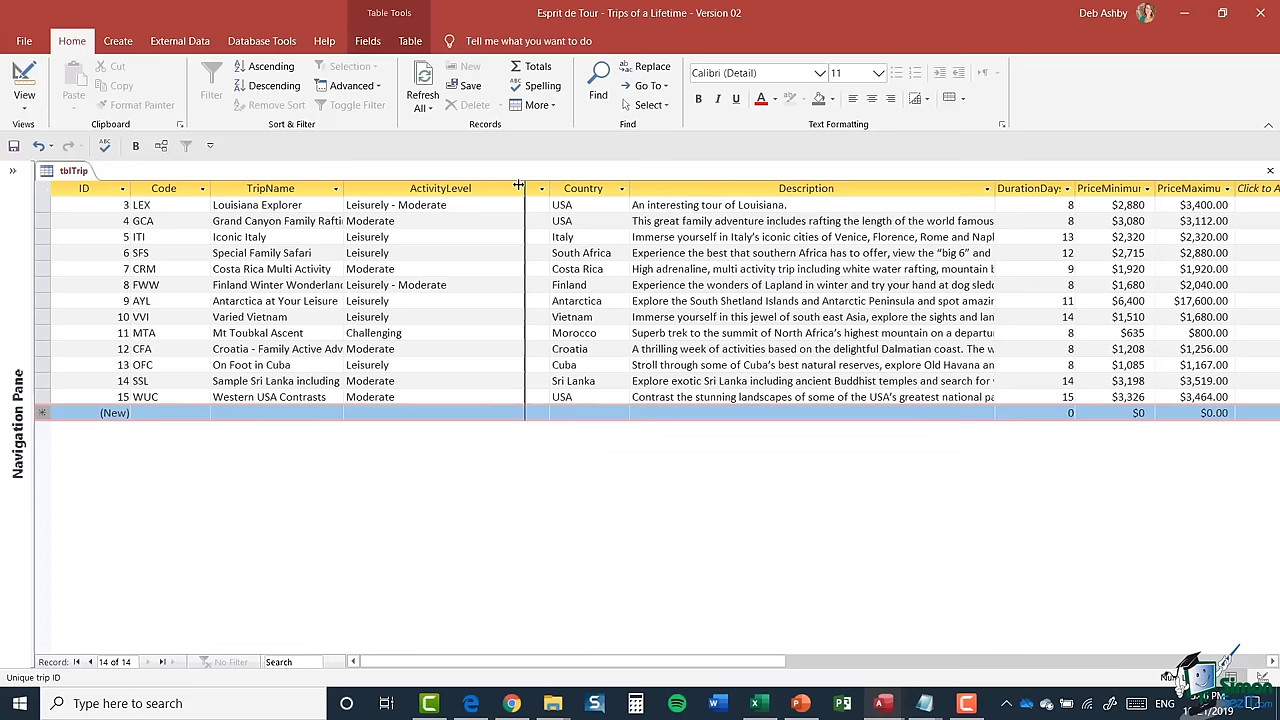 Table Tools
Esprit de Tour - Trips of a Lifetime - Version 02
Deb Ashby
File Home Create External Data Database Tools Help Fields Table Tell me what you want to do
View
Views
Paste
Cut
Copy
Format Painter
Clipboard
Filter
Ascending
Descending
Remove Sort
Selection
Advanced
Toggle Filter
Sort & Filter
Refresh
All
New
Save
Delete
Totals
Spelling
More
Records
Find
Replace
Go To
Select
Find
Calibri (Detail) 11
B I U A
Text Formatting
B
tblTrip
ID Code TripName ActivityLevel Country Description DurationDay PriceMinimur PriceMaximu Click to A
3 LEX Louisiana Explorer Leisurely - Moderate USA An interesting tour of Louisiana. 8 $2,880 $3,400.00
4 GCA Grand Canyon Family Rafti Moderate USA This great family adventure includes rafting the length of the world famous 8 $3,080 $3,112.00
5 ITI Iconic Italy Leisurely Italy Immerse yourself in Italy's iconic cities of Venice, Florence, Rome and Napl 13 $2,320 $2,320.00
6 SFS Special Family Safari Leisurely South Africa Experience the best that southern Africa has to offer, view the "big 6" and 12 $2,715 $2,880.00
7 CRM Costa Rica Multi Activity Moderate Costa Rica High adrenaline, multi activity trip including white water rafting, mountain b 9 $1,920 $1,920.00
8 FWW Finland Winter Wonderlan Leisurely - Moderate Finland Experience the wonders of Lapland in winter and try your hand at dog sled 8 $1,680 $2,040.00
9 AYL Antarctica at Your Leisure Leisurely Antarctica Explore the South Shetland Islands and Antarctic Peninsula and spot amazin 11 $6,400 $17,600.00
10 VVI Varied Vietnam Leisurely Vietnam Immerse yourself in this jewel of south east Asia, explore the sights and lan 14 $1,510 $1,680.00
11 MTA Mt Toubkal Ascent Challenging Morocco Superb trek to the summit of North Africa's highest mountain on a departu 8 $635 $800.00
12 CFA Croatia - Family Active Adv Moderate Croatia A thrilling week of activities based on the delightful Dalmatian coast. The w 8 $1,208 $1,256.00
13 OFC On Foot in Cuba Leisurely Cuba Stroll through some of Cuba's best natural reserves, explore Old Havana an 8 $1,085 $1,167.00
14 SSL Sample Sri Lanka including Moderate Sri Lanka Explore exotic Sri Lanka including ancient Buddhist temples and search for 14 $3,198 $3,519.00
15 WUC Western USA Contrasts Moderate USA Contrast the stunning landscapes of some of the USA's greatest national pa 15 $3,326 $3,464.00
(New) 0 $0 $0.00
Navigation Pane
Record: 14 of 14 No Filter Search
Unique trip ID
Type here to search
ENG